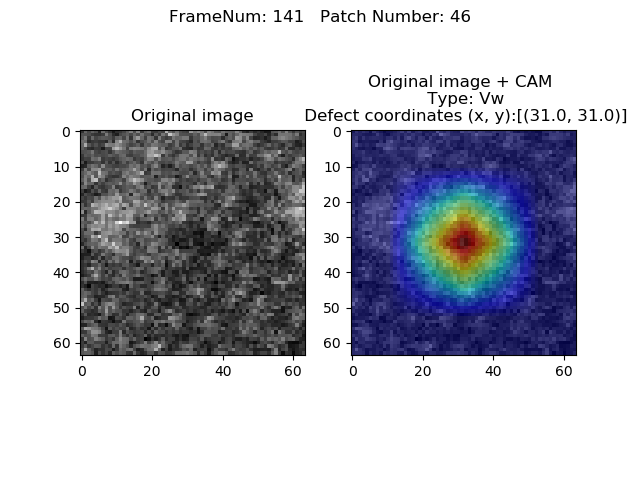 FrameNum: 141   Patch Number: 46
Original image
0
10
20
30
40
50
60
0 20 40 60
Original image + CAM
Type: Vw
Defect coordinates (x, y):[(31.0, 31.0)]
0
10
20
30
40
50
60
0 20 40 60